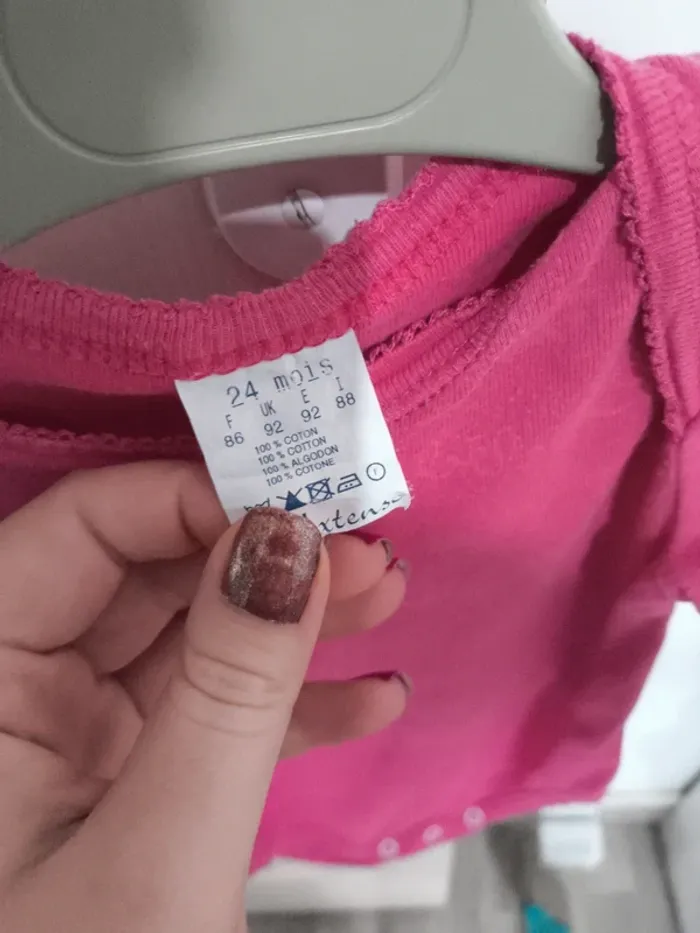 24 mois
F UK E I
86 92 92 88
100 % COTON
100 % COTTON
100 % ALGODON
100 % COTONE
F